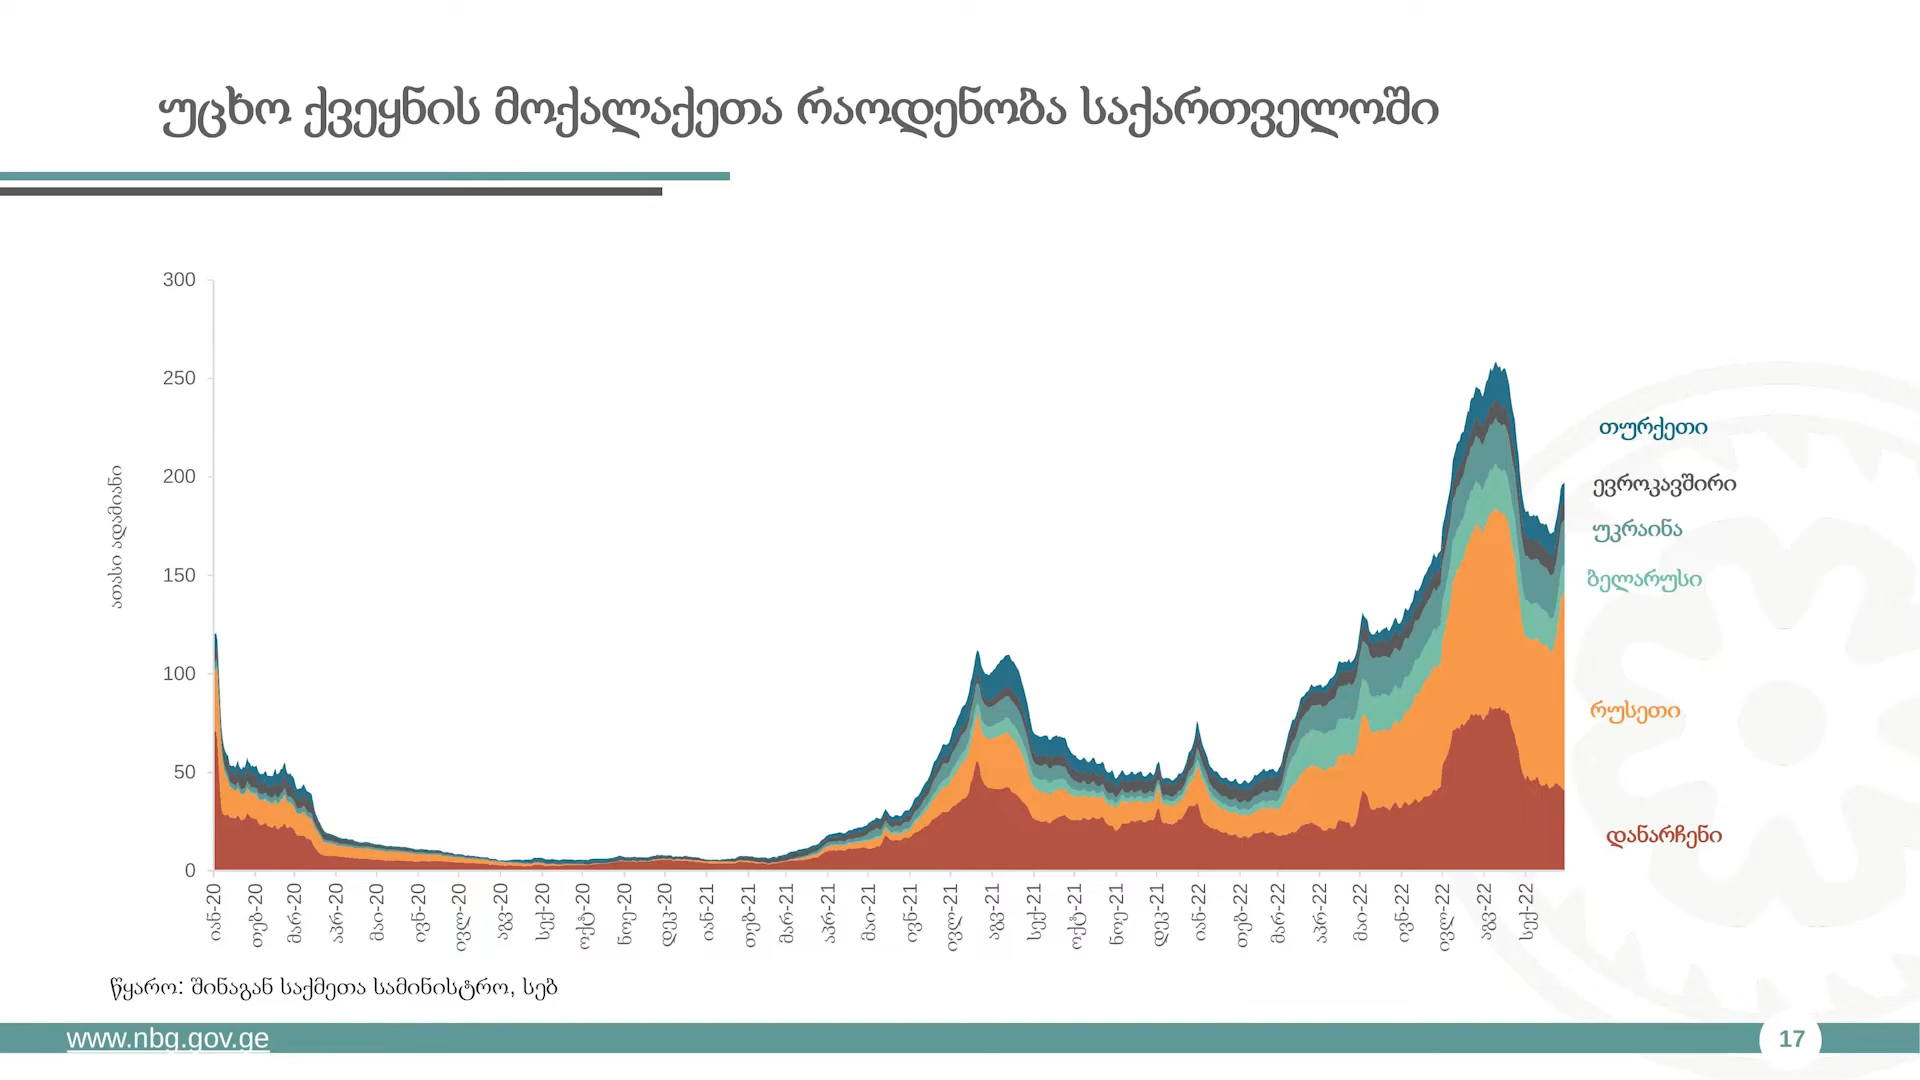 უცხო ქვეყნის მოქალაქეთა რაოდენობა საქართველოში
300
250
200
150
100
50
0
ათასი ადამიანი
თურქეთი
ევროკავშირი
უკრაინა
ბელარუსი
რუსეთი
დანარჩენი
იან-20
თებ-20
მარ-20
აპრ-20
მაი-20
ივნ-20
ივლ-20
აგვ-20
სექ-20
ოქტ-20
ნოე-20
დეკ-20
იან-21
თებ-21
მარ-21
აპრ-21
მაი-21
ივნ-21
ივლ-21
აგვ-21
სექ-21
ოქტ-21
ნოე-21
დეკ-21
იან-22
თებ-22
მარ-22
აპრ-22
მაი-22
ივნ-22
ივლ-22
აგვ-22
სექ-22
წყარო: შინაგან საქმეთა სამინისტრო, სებ
www.nbg.gov.ge
17